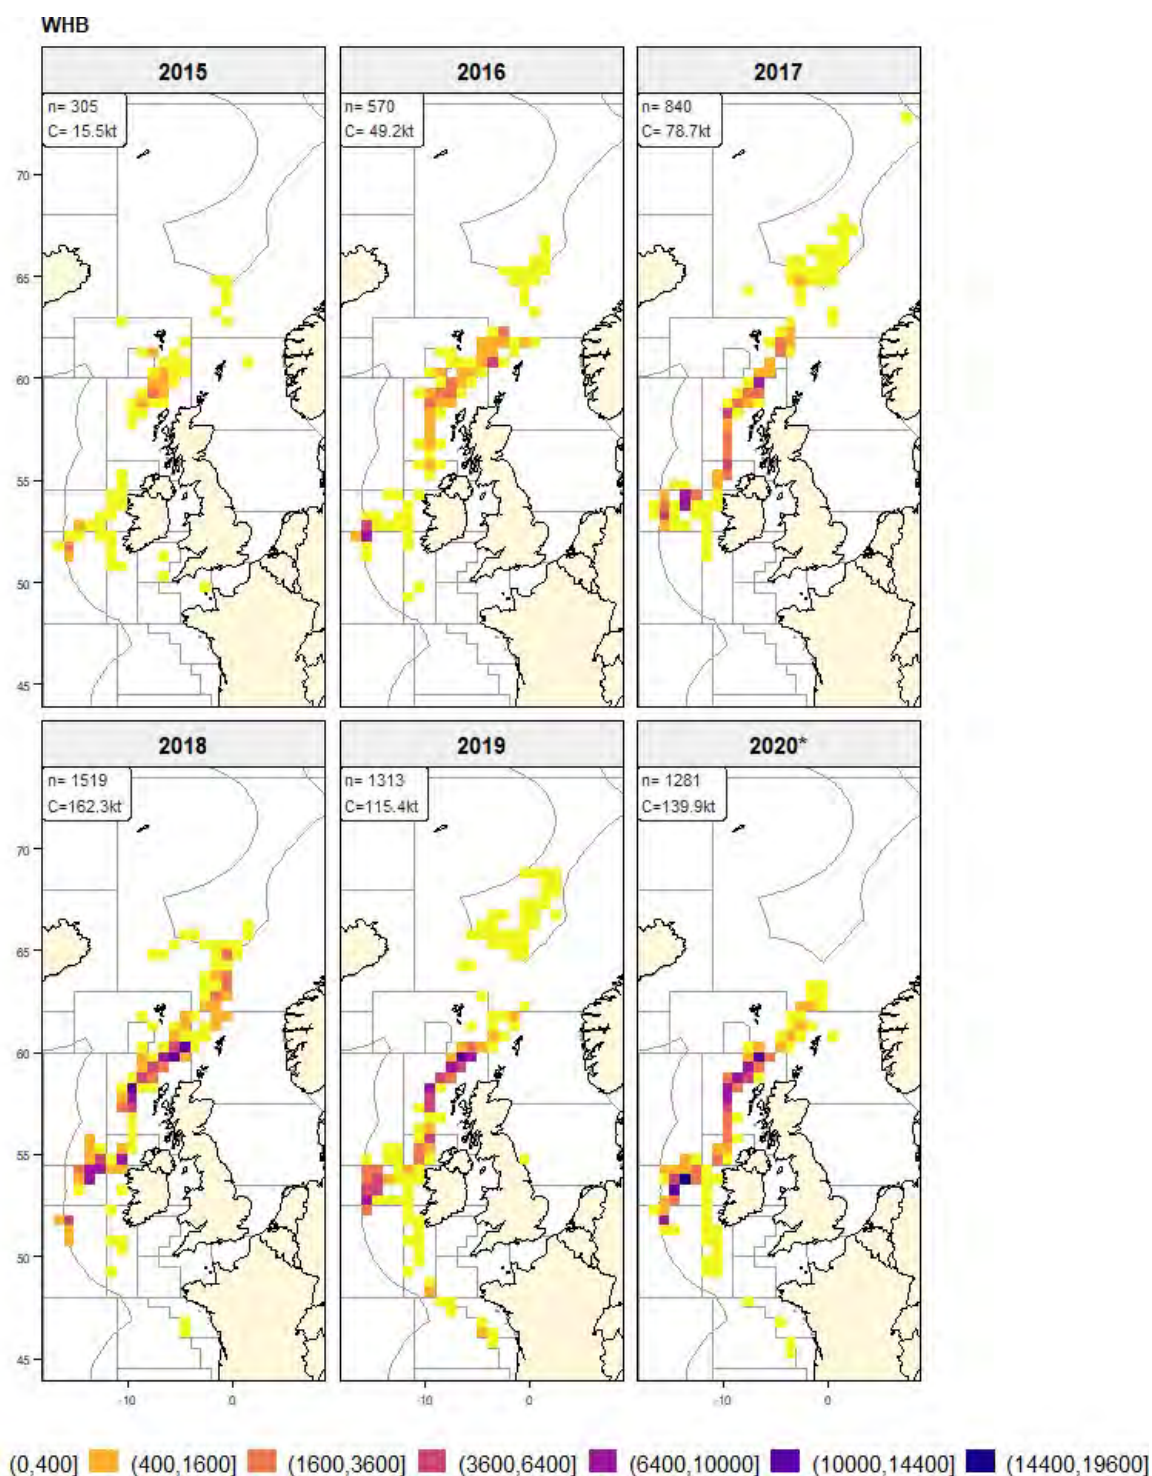 WHB
2015
2016
2017
n= 305
C= 15.5kt
n= 570
C= 49.2kt
n= 840
C= 78.7kt
70
65
60
55
50
45
2018
2019
2020*
n= 1519
C=162.3kt
n= 1313
C=115.4kt
n= 1281
C=139.9kt
70
65
60
55
50
45
-10 0 -10 0 -10 0
(0,400] (400,1600] (1600,3600] (3600,6400] (6400,10000] (10000,14400] (14400,19600]